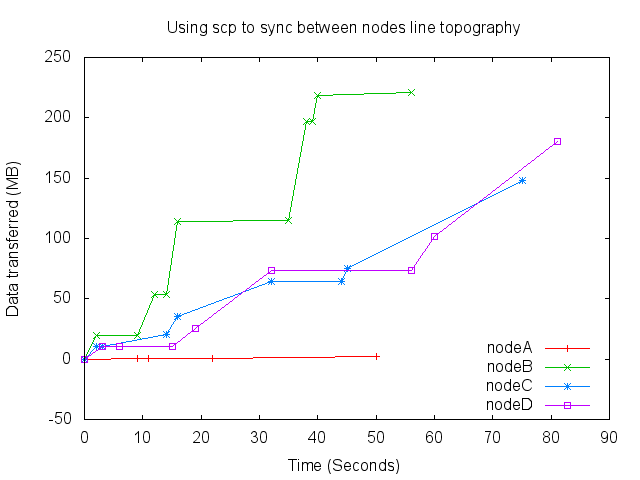 Using scp to sync between nodes line topography
Data transferred (MB)
250
200
150
100
50
0
-50
0 10 20 30 40 50 60 70 80 90
Time (Seconds)
nodeA
nodeB
nodeC
nodeD